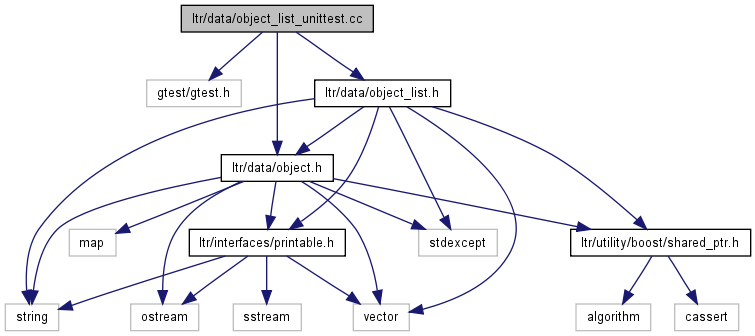 ltr/data/object_list_unittest.cc
gtest/gtest.h
ltr/data/object_list.h
ltr/data/object.h
map
ltr/interfaces/printable.h
stdexcept
ltr/utility/boost/shared_ptr.h
string
ostream
sstream
vector
algorithm
cassert